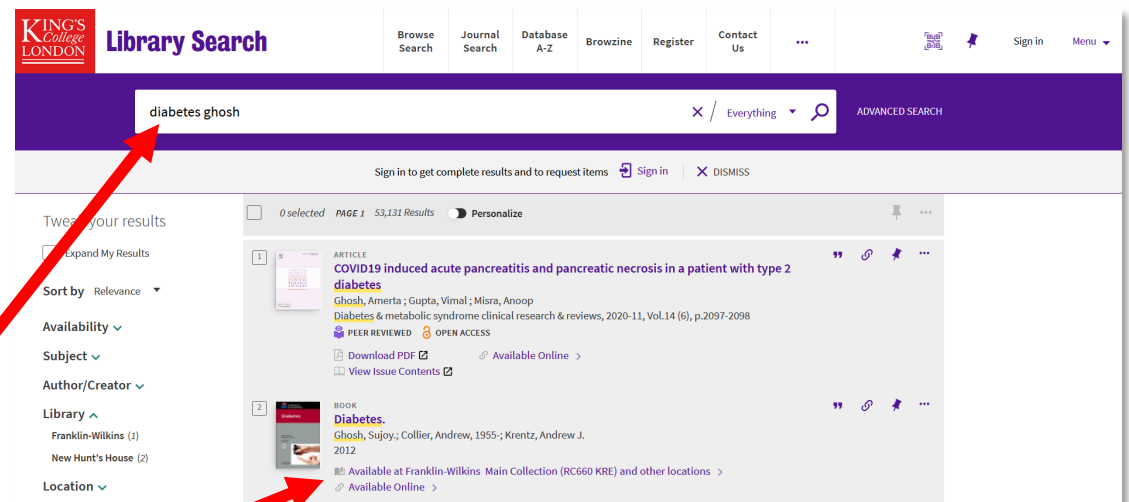 KING'S
College
LONDON
Library Search
Browse Search
Journal Search
Database A-Z
Browzine
Register
Contact Us
Sign in
Menu
diabetes ghosh
Everything
ADVANCED SEARCH
Sign in to get complete results and to request items
Sign in
DISMISS
Tweak your results
Expand My Results
Sort by Relevance
Availability
Subject
Author/Creator
Library
Franklin-Wilkins (1)
New Hunt's House (2)
Location
0 selected PAGE 1 53,131 Results Personalize
1
ARTICLE
COVID19 induced acute pancreatitis and pancreatic necrosis in a patient with type 2
diabetes
Ghosh, Amerta ; Gupta, Vimal ; Misra, Anoop
Diabetes & metabolic syndrome clinical research & reviews, 2020-11, Vol.14 (6), p.2097-2098
PEER REVIEWED OPEN ACCESS
Download PDF Available Online
View Issue Contents
2
Diabetes
BOOK
Diabetes.
Ghosh, Sujoy.; Collier, Andrew, 1955-; Krentz, Andrew J.
2012
Available at Franklin-Wilkins Main Collection (RC660 KRE) and other locations
Available Online